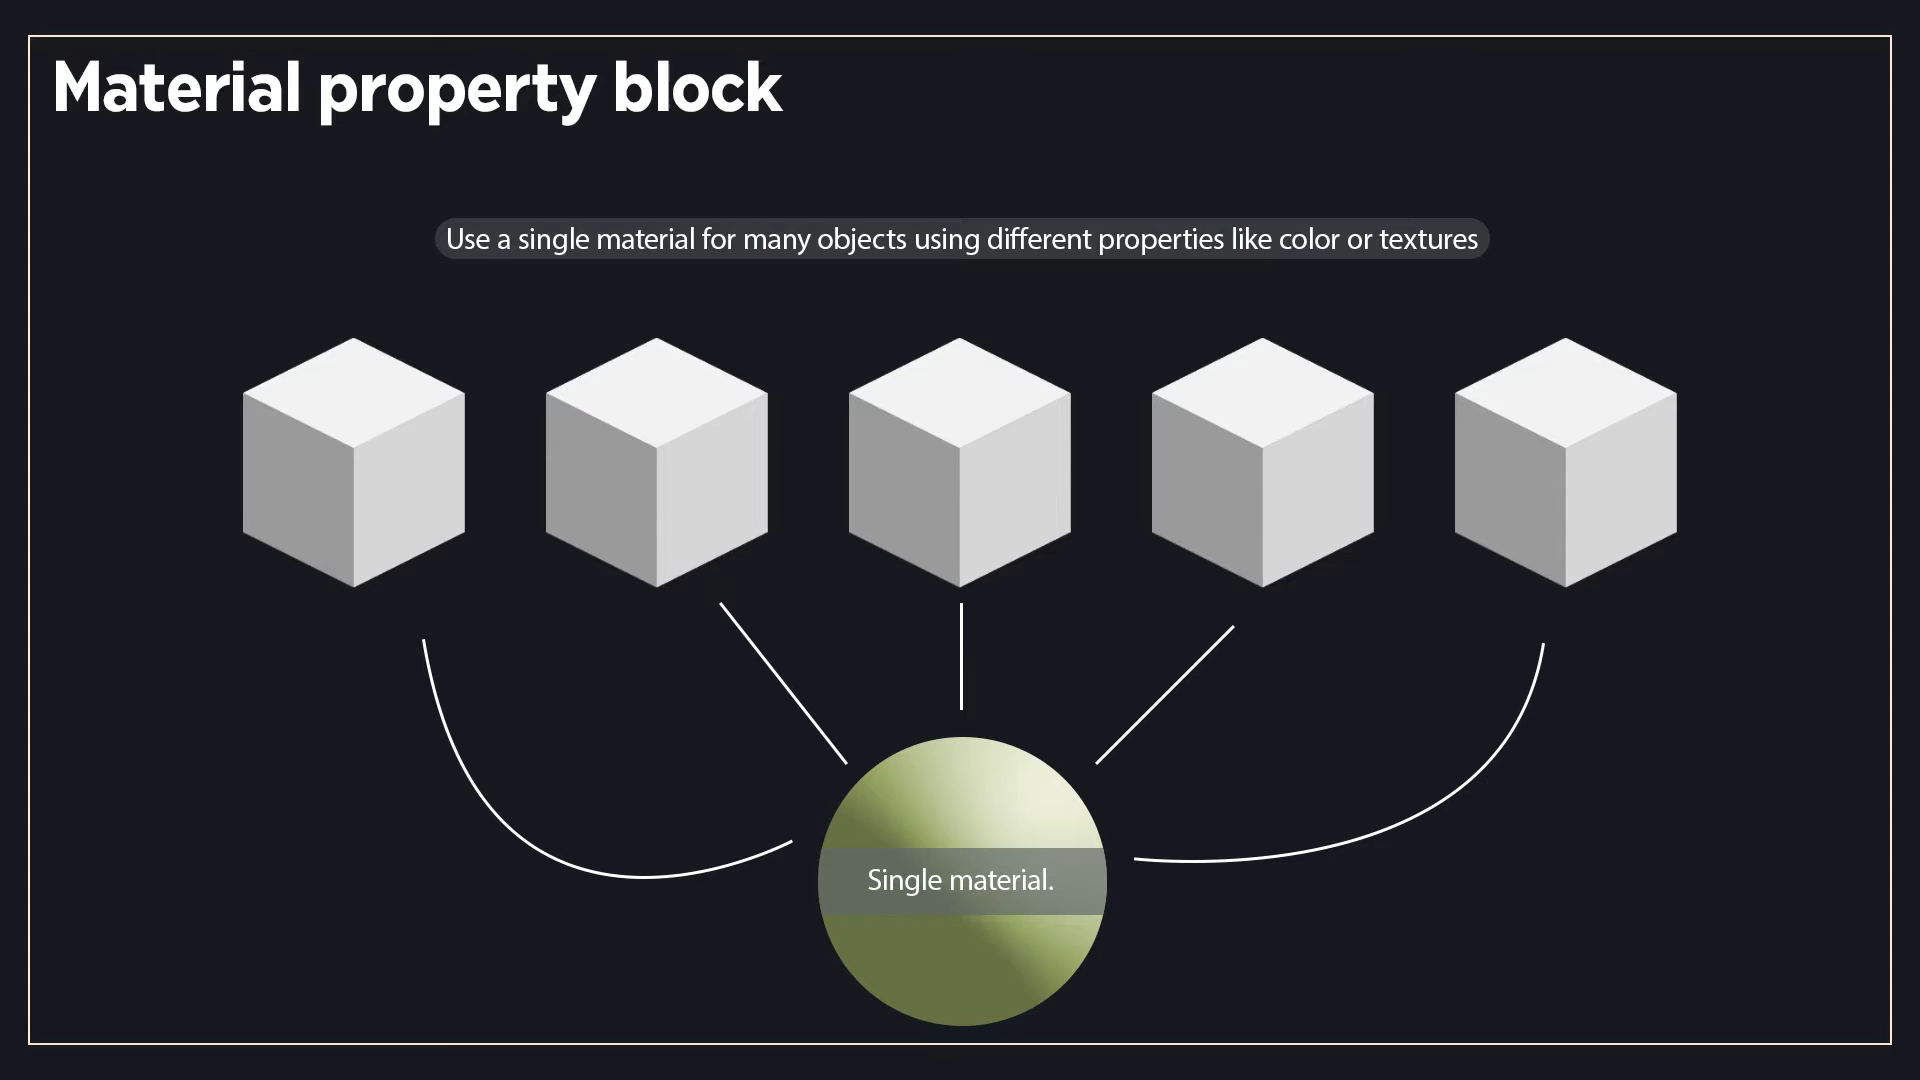 Material property block
Use a single material for many objects using different properties like color or textures
Single material.